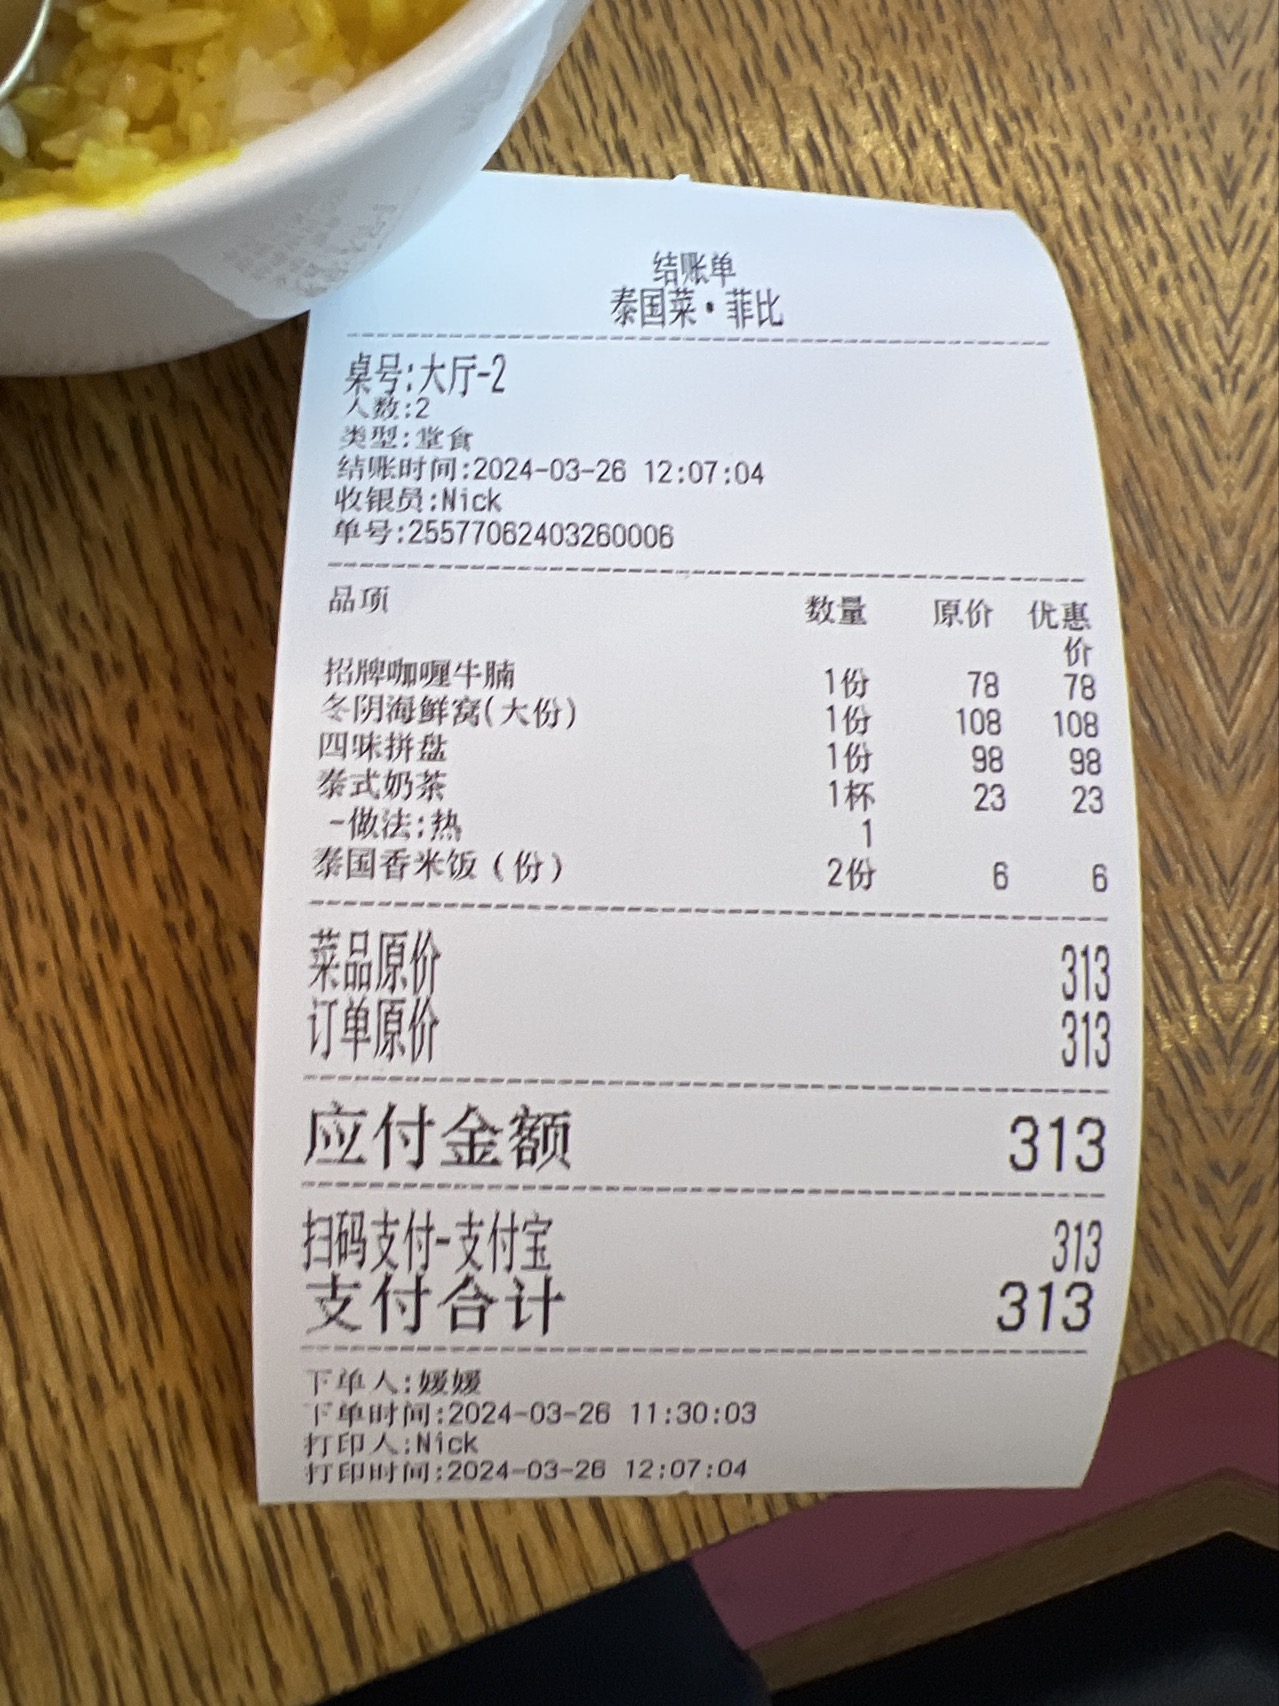 结账单
泰国菜·菲比
桌号:大厅-2
人数:2
类型:堂食
结账时间:2024-03-26 12:07:04
收银员:Nick
单号:25577062403260006
品项 数量 原价 优惠价
招牌咖喱牛腩 1份 78 78
冬阴海鲜窝(大份) 1份 108 108
四味拼盘 1份 98 98
泰式奶茶 1杯 23 23
-做法:热 1
泰国香米饭(份) 2份 6 6
菜品原价 313
订单原价 313
应付金额 313
扫码支付-支付宝 313
支付合计 313
下单人:媛媛
下单时间:2024-03-26 11:30:03
打印人:Nick
打印时间:2024-03-26 12:07:04